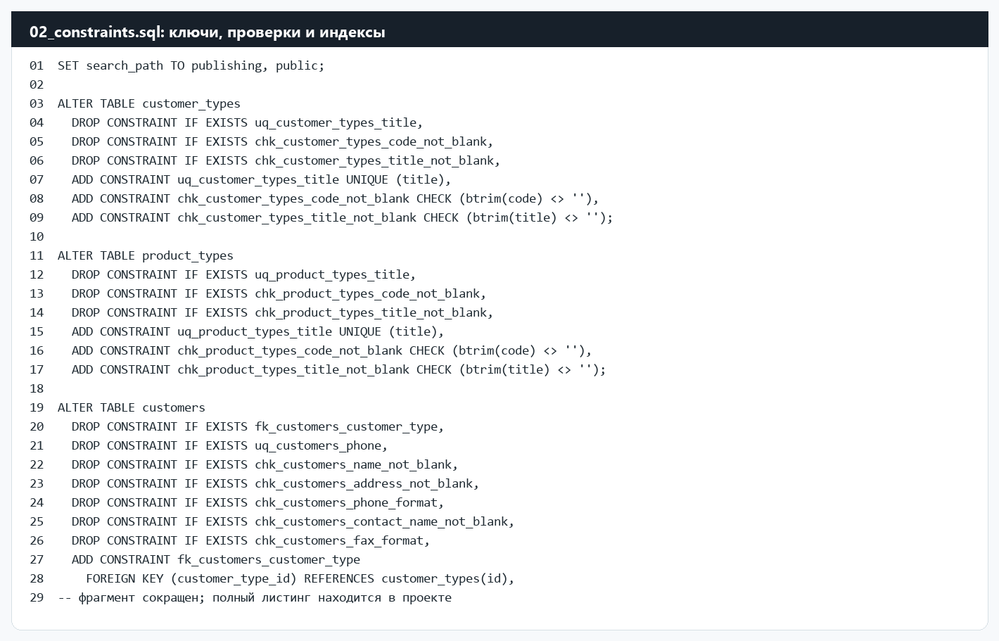 02_constraints.sql: ключи, проверки и индексы
01  SET search_path TO publishing, public;
02
03  ALTER TABLE customer_types
04    DROP CONSTRAINT IF EXISTS uq_customer_types_title,
05    DROP CONSTRAINT IF EXISTS chk_customer_types_code_not_blank,
06    DROP CONSTRAINT IF EXISTS chk_customer_types_title_not_blank,
07    ADD CONSTRAINT uq_customer_types_title UNIQUE (title),
08    ADD CONSTRAINT chk_customer_types_code_not_blank CHECK (btrim(code) <> ''),
09    ADD CONSTRAINT chk_customer_types_title_not_blank CHECK (btrim(title) <> '');
10
11  ALTER TABLE product_types
12    DROP CONSTRAINT IF EXISTS uq_product_types_title,
13    DROP CONSTRAINT IF EXISTS chk_product_types_code_not_blank,
14    DROP CONSTRAINT IF EXISTS chk_product_types_title_not_blank,
15    ADD CONSTRAINT uq_product_types_title UNIQUE (title),
16    ADD CONSTRAINT chk_product_types_code_not_blank CHECK (btrim(code) <> ''),
17    ADD CONSTRAINT chk_product_types_title_not_blank CHECK (btrim(title) <> '');
18
19  ALTER TABLE customers
20    DROP CONSTRAINT IF EXISTS fk_customers_customer_type,
21    DROP CONSTRAINT IF EXISTS uq_customers_phone,
22    DROP CONSTRAINT IF EXISTS chk_customers_name_not_blank,
23    DROP CONSTRAINT IF EXISTS chk_customers_address_not_blank,
24    DROP CONSTRAINT IF EXISTS chk_customers_phone_format,
25    DROP CONSTRAINT IF EXISTS chk_customers_contact_name_not_blank,
26    DROP CONSTRAINT IF EXISTS chk_customers_fax_format,
27    ADD CONSTRAINT fk_customers_customer_type
28      FOREIGN KEY (customer_type_id) REFERENCES customer_types(id),
29  -- фрагмент сокращен; полный листинг находится в проекте